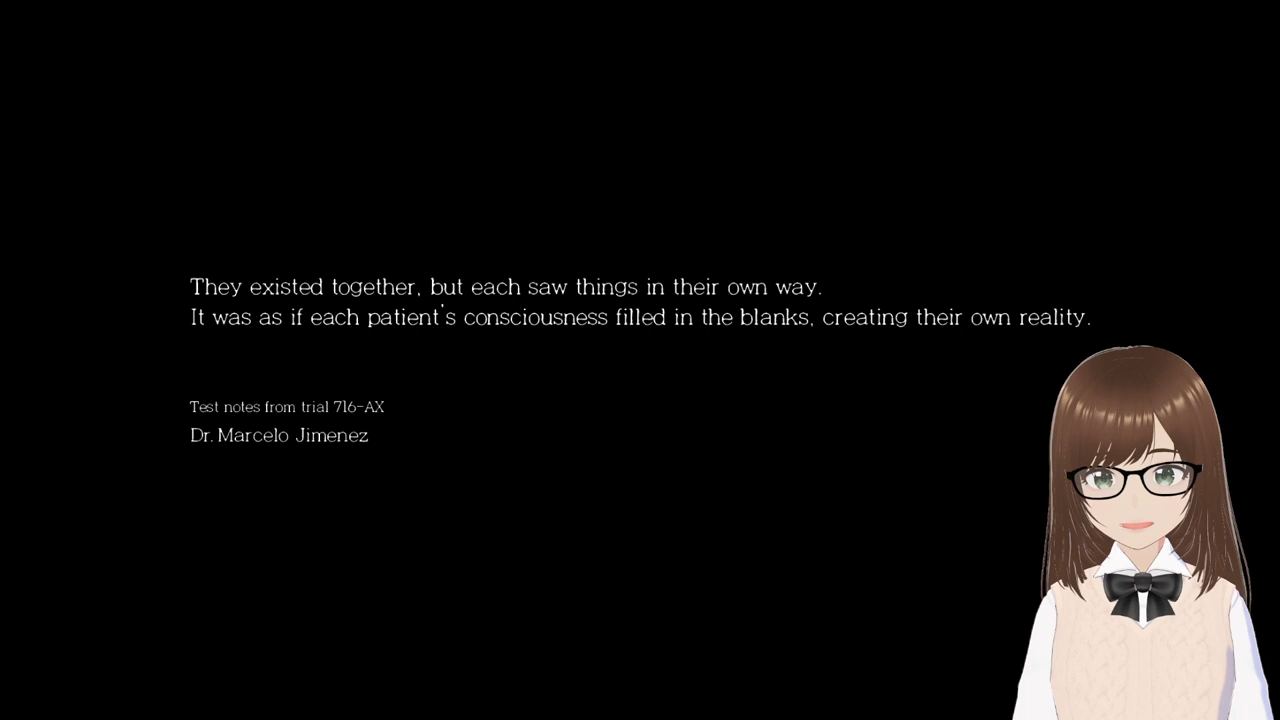 They existed together, but each saw things in their own way.
It was as if each patient's consciousness filled in the blanks, creating their own reality.
Test notes from trial 716-AX
Dr. Marcelo Jimenez